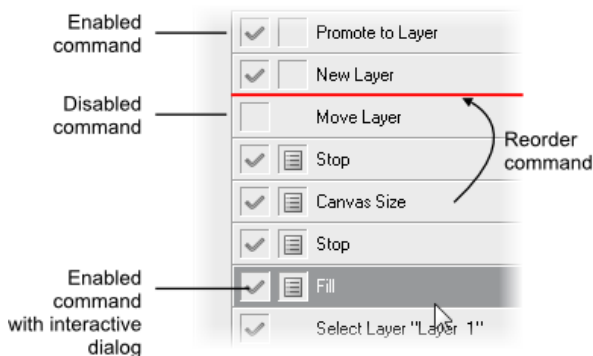 Enabled
command
Promote to Layer
New Layer
Disabled
command
Move Layer
Reorder
command
Stop
Canvas Size
Stop
Enabled
command
with interactive
dialog
Fill
Select Layer "Layer 1"